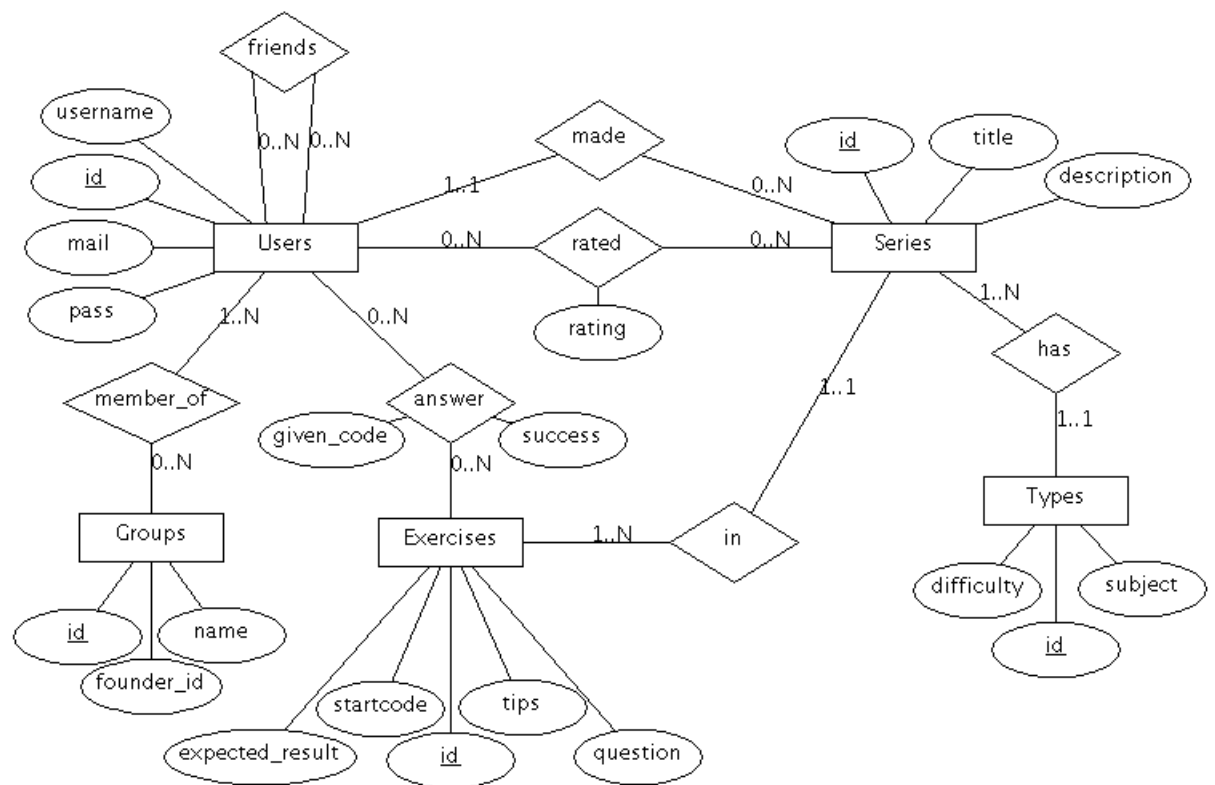 friends
username
0..N
0..N
made
id
title
id
1..1
0..N
description
mail
Users
0..N
rated
0..N
Series
pass
1..N
0..N
rating
1..N
has
member_of
answer
1..1
given_code
success
1..1
0..N
0..N
Types
Groups
Exercises
1..N
in
difficulty
subject
id
name
id
founder_id
startcode
tips
expected_result
id
question